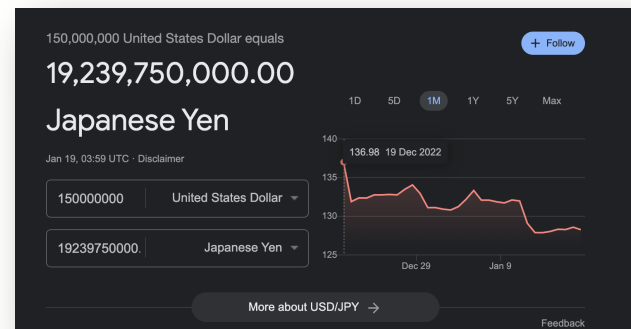 150,000,000 United States Dollar equals
+ Follow
19,239,750,000.00
Japanese Yen
Jan 19, 03:59 UTC · Disclaimer
150000000 United States Dollar
19239750000. Japanese Yen
1D 5D 1M 1Y 5Y Max
140
136.98 19 Dec 2022
135
130
125
Dec 29 Jan 9
More about USD/JPY →
Feedback